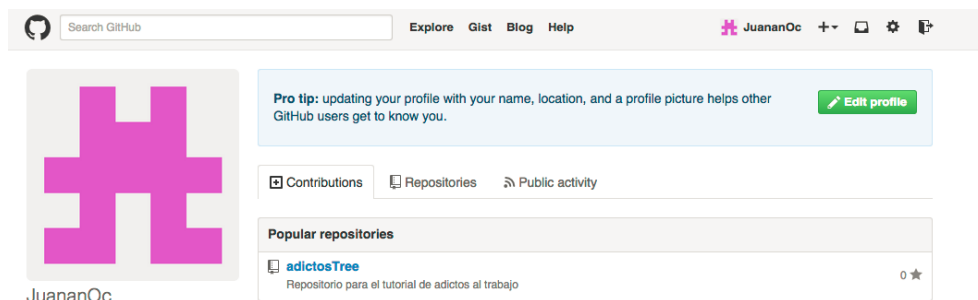 Search GitHub
Explore Gist Blog Help
JuananOc
Pro tip: updating your profile with your name, location, and a profile picture helps other
GitHub users get to know you.
Edit profile
Contributions
Repositories
Public activity
Popular repositories
adictosTree
Repositorio para el tutorial de adictos al trabajo
0
JuananOc